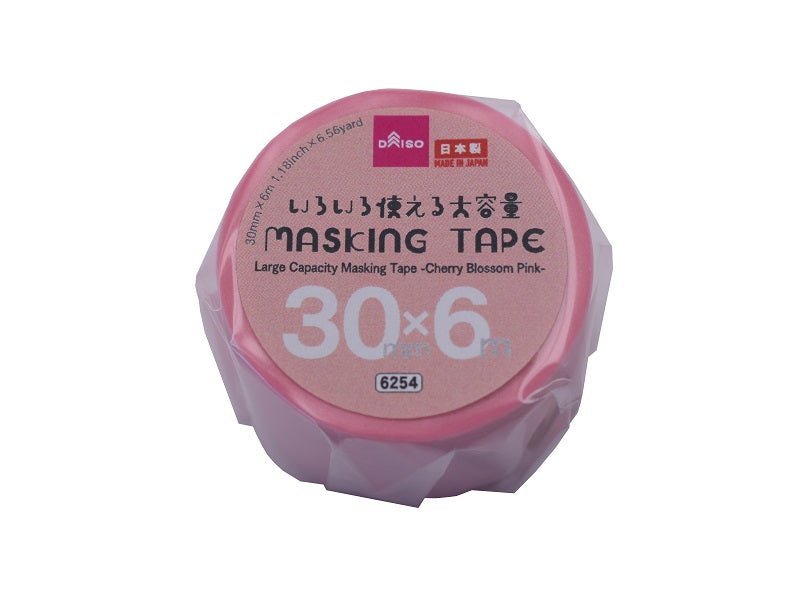 DAISO
日本製
MADE IN JAPAN
30mm×6m 1.18inch×6.56yard
いろいろ使える大容量
MASKING TAPE
Large Capacity Masking Tape -Cherry Blossom Pink-
30mm×6m
6254